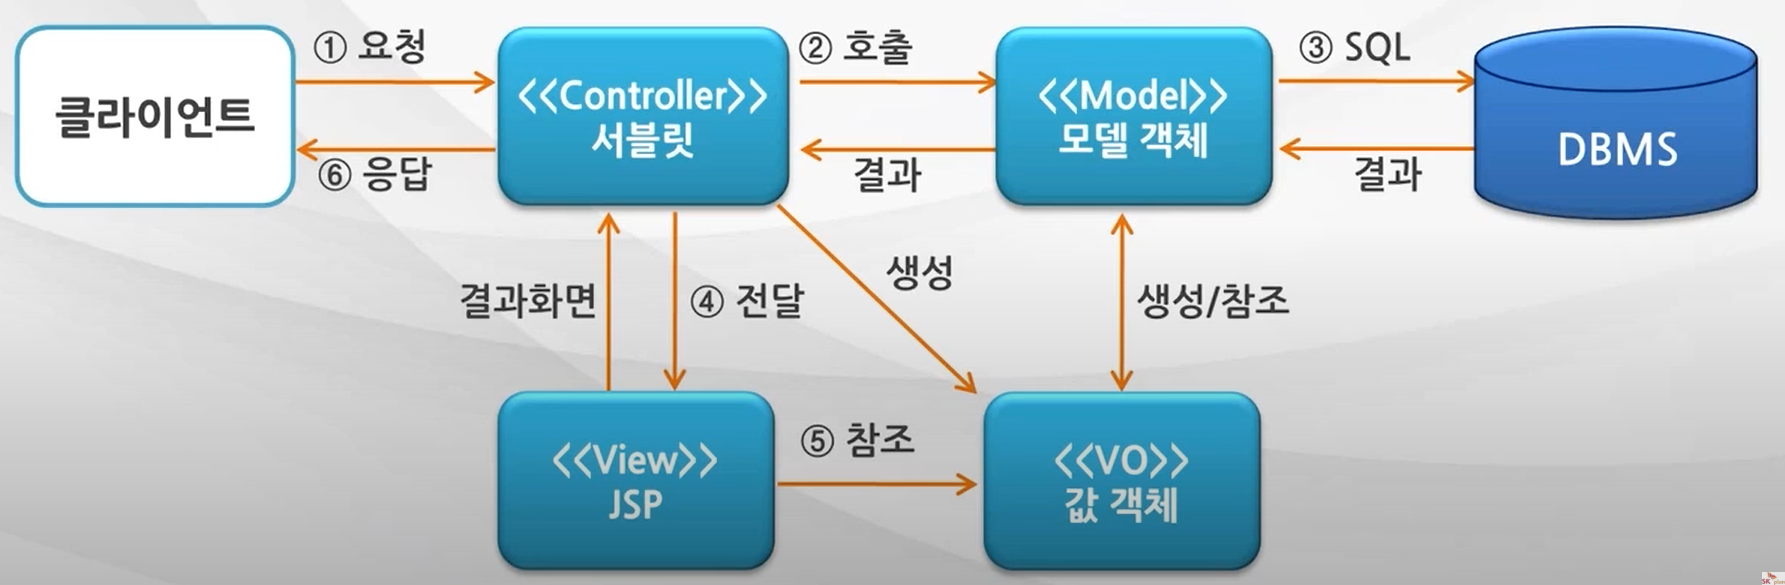 클라이언트
① 요청
⑥ 응답
<<Controller>>
서블릿
② 호출
결과
<<Model>>
모델 객체
③ SQL
결과
DBMS
결과화면
④ 전달
생성
생성/참조
<<View>>
JSP
⑤ 참조
<<VO>>
값 객체